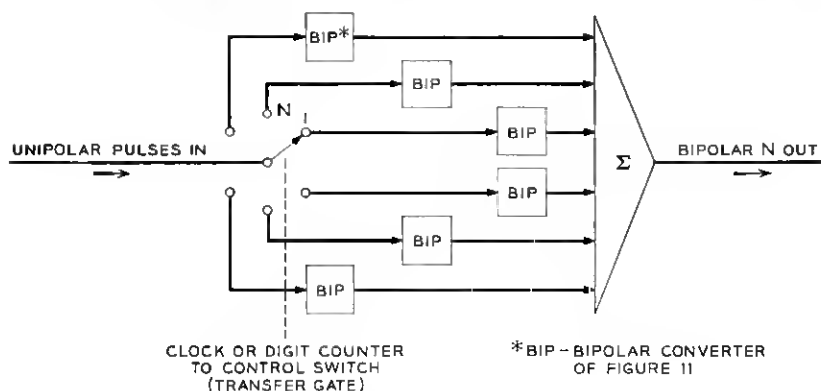 BIP*
BIP
N
1
BIP
UNIPOLAR PULSES IN
Σ
BIPOLAR N OUT
BIP
BIP
BIP
CLOCK OR DIGIT COUNTER
TO CONTROL SWITCH
(TRANSFER GATE)
*BIP-BIPOLAR CONVERTER
OF FIGURE 11